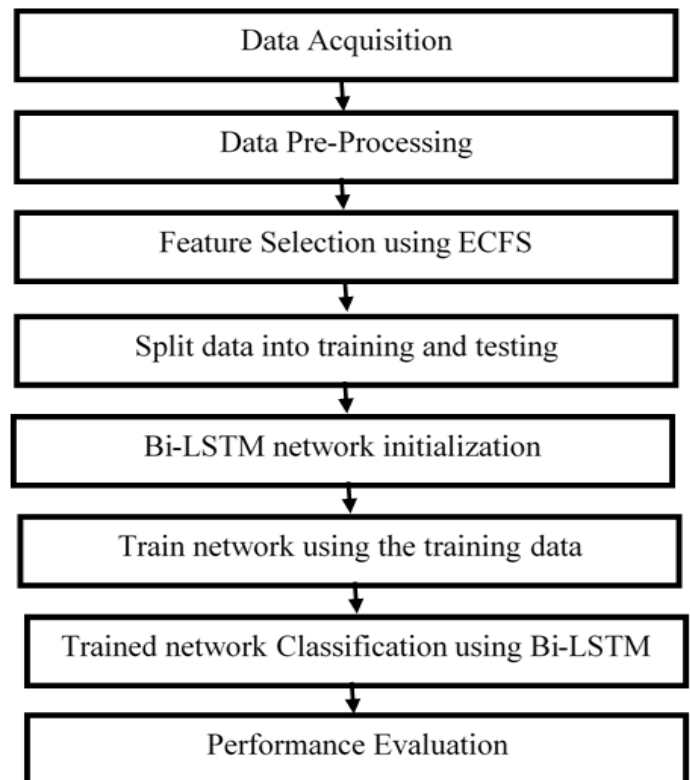 Data Acquisition
Data Pre-Processing
Feature Selection using ECFS
Split data into training and testing
Bi-LSTM network initialization
Train network using the training data
Trained network Classification using Bi-LSTM
Performance Evaluation